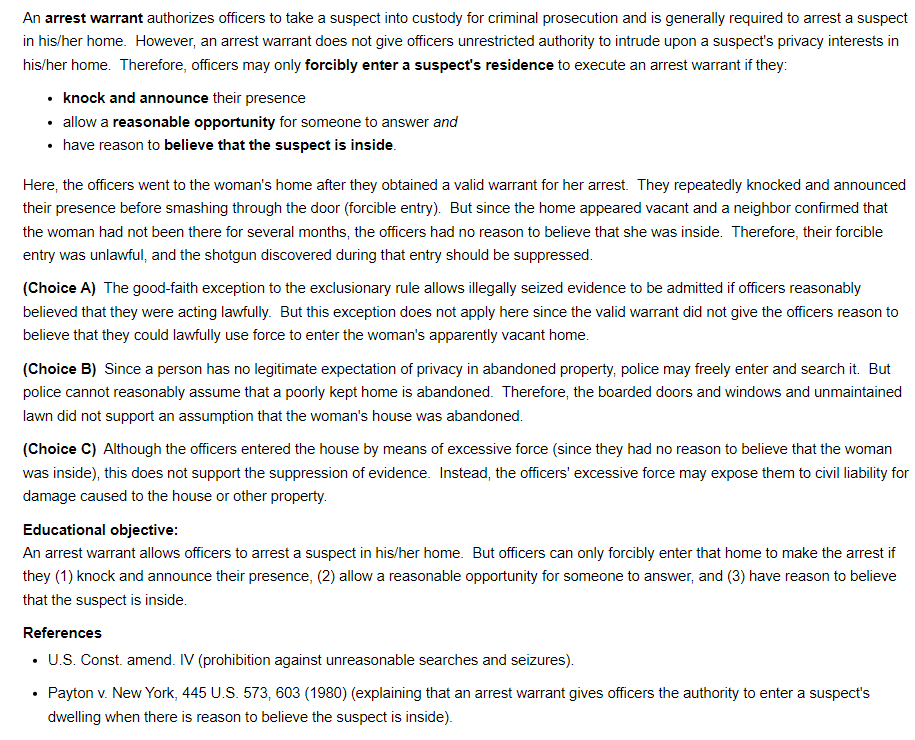 An arrest warrant authorizes officers to take a suspect into custody for criminal prosecution and is generally required to arrest a suspect
in his/her home. However, an arrest warrant does not give officers unrestricted authority to intrude upon a suspect's privacy interests in
his/her home. Therefore, officers may only forcibly enter a suspect's residence to execute an arrest warrant if they:
• knock and announce their presence
• allow a reasonable opportunity for someone to answer and
• have reason to believe that the suspect is inside.
Here, the officers went to the woman's home after they obtained a valid warrant for her arrest. They repeatedly knocked and announced
their presence before smashing through the door (forcible entry). But since the home appeared vacant and a neighbor confirmed that
the woman had not been there for several months, the officers had no reason to believe that she was inside. Therefore, their forcible
entry was unlawful, and the shotgun discovered during that entry should be suppressed.
(Choice A) The good-faith exception to the exclusionary rule allows illegally seized evidence to be admitted if officers reasonably
believed that they were acting lawfully. But this exception does not apply here since the valid warrant did not give the officers reason to
believe that they could lawfully use force to enter the woman's apparently vacant home.
(Choice B) Since a person has no legitimate expectation of privacy in abandoned property, police may freely enter and search it. But
police cannot reasonably assume that a poorly kept home is abandoned. Therefore, the boarded doors and windows and unmaintained
lawn did not support an assumption that the woman's house was abandoned.
(Choice C) Although the officers entered the house by means of excessive force (since they had no reason to believe that the woman
was inside), this does not support the suppression of evidence. Instead, the officers' excessive force may expose them to civil liability for
damage caused to the house or other property.
Educational objective:
An arrest warrant allows officers to arrest a suspect in his/her home. But officers can only forcibly enter that home to make the arrest if
they (1) knock and announce their presence, (2) allow a reasonable opportunity for someone to answer, and (3) have reason to believe
that the suspect is inside.
References
• U.S. Const. amend. IV (prohibition against unreasonable searches and seizures).
• Payton v. New York, 445 U.S. 573, 603 (1980) (explaining that an arrest warrant gives officers the authority to enter a suspect's
dwelling when there is reason to believe the suspect is inside).